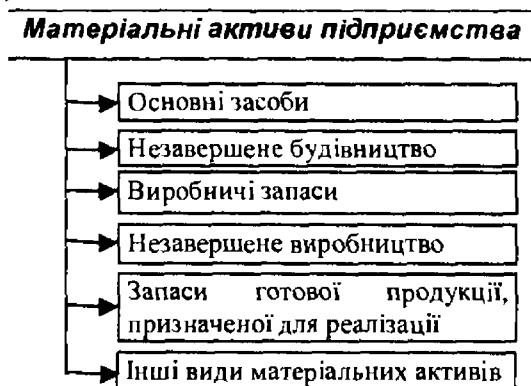 Матеріальні активи підприємства
Основні засоби
Незавершене будівництво
Виробничі запаси
Незавершене виробництво
Запаси готової продукції,
призначеної для реалізації
Інші види матеріальних активів